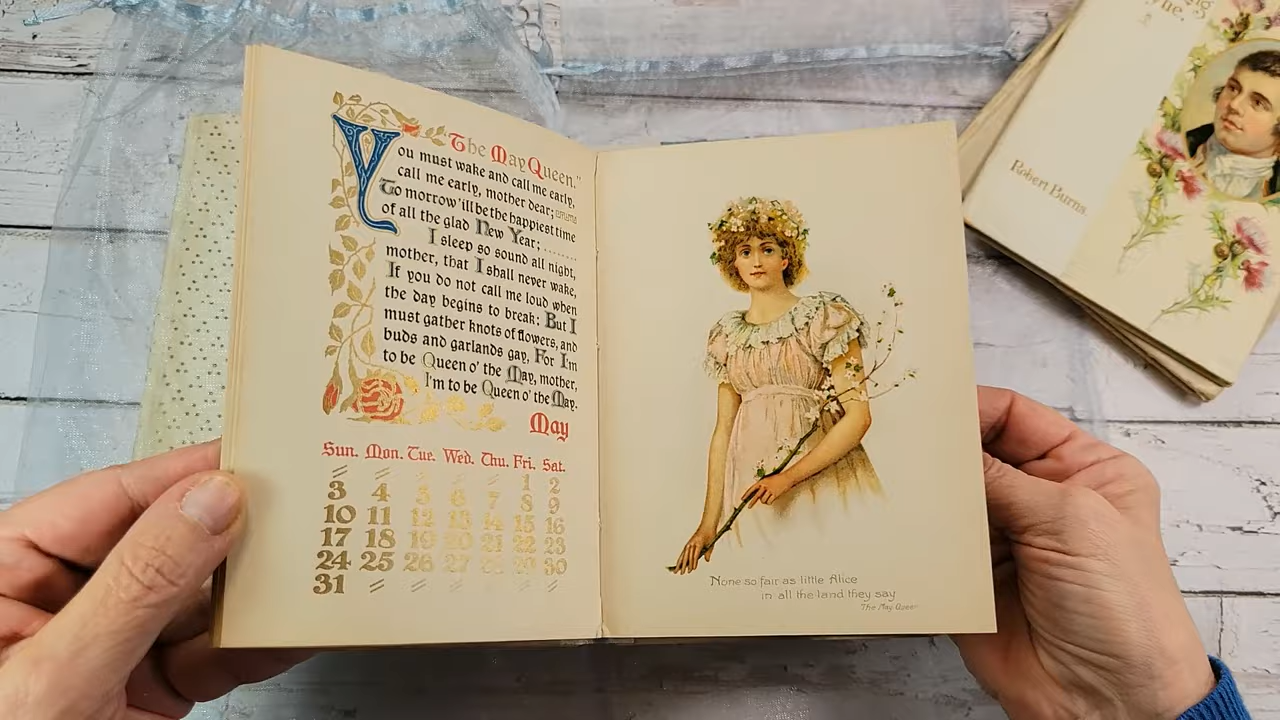 The May Queen."
You must wake and call me early,
call me early, mother dear;
To morrow 'ill be the happiest time
of all the glad New Year; ........
I sleep so sound all night,
mother, that I shall never wake,
If you do not call me loud when
the day begins to break: But I
must gather knots of flowers, and
buds and garlands gay, For I'm
to be Queen o' the May, mother,
I'm to be Queen o' the May.
May
Sun. Mon. Tue. Wed. Thu. Fri. Sat.
1 2
3 4 5 6 7 8 9
10 11 12 13 14 15 16
17 18 19 20 21 22 23
24 25 26 27 28 29 30
31
None so fair as little Alice
in all the land they say
The May Queen
Robert Burns.